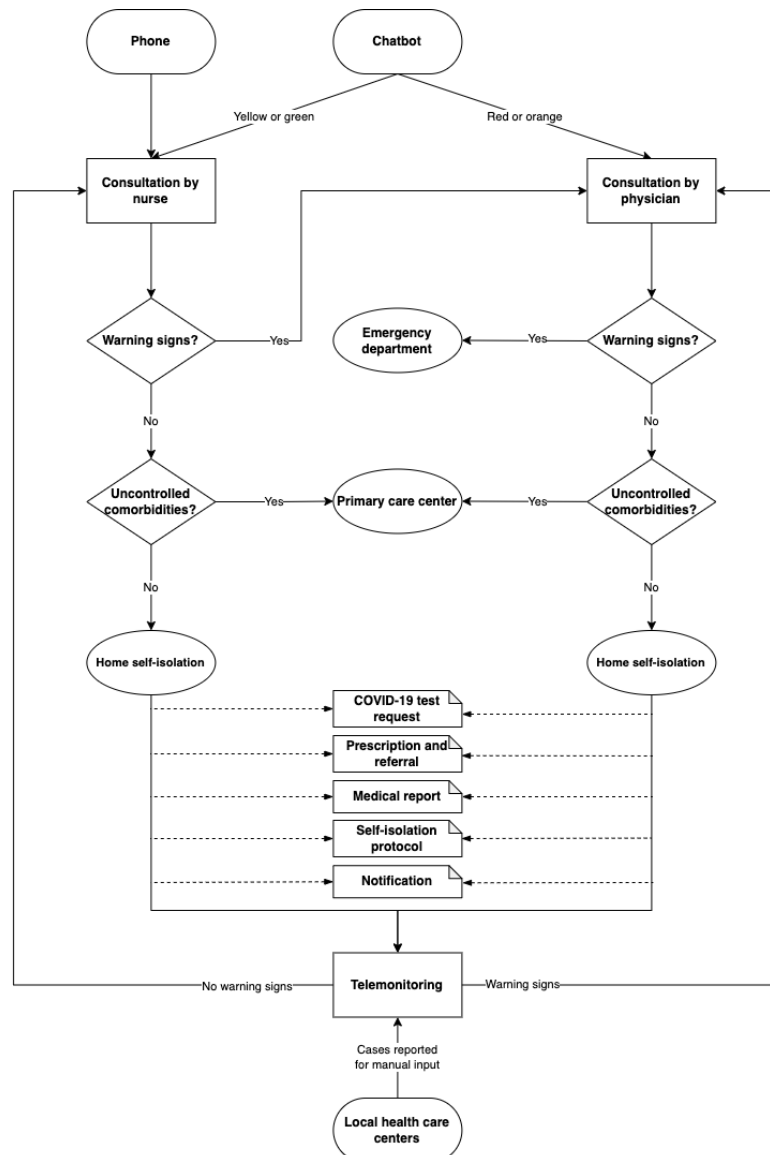 Phone
Chatbot
Yellow or green
Red or orange
Consultation by
nurse
Consultation by
physician
Warning signs?
Yes
Emergency
department
Yes
Warning signs?
No
No
Uncontrolled
comorbidities?
Yes
Primary care center
Yes
Uncontrolled
comorbidities?
No
No
Home self-isolation
Home self-isolation
COVID-19 test
request
Prescription and
referral
Medical report
Self-isolation
protocol
Notification
No warning signs
Telemonitoring
Warning signs
Cases reported
for manual input
Local health care
centers